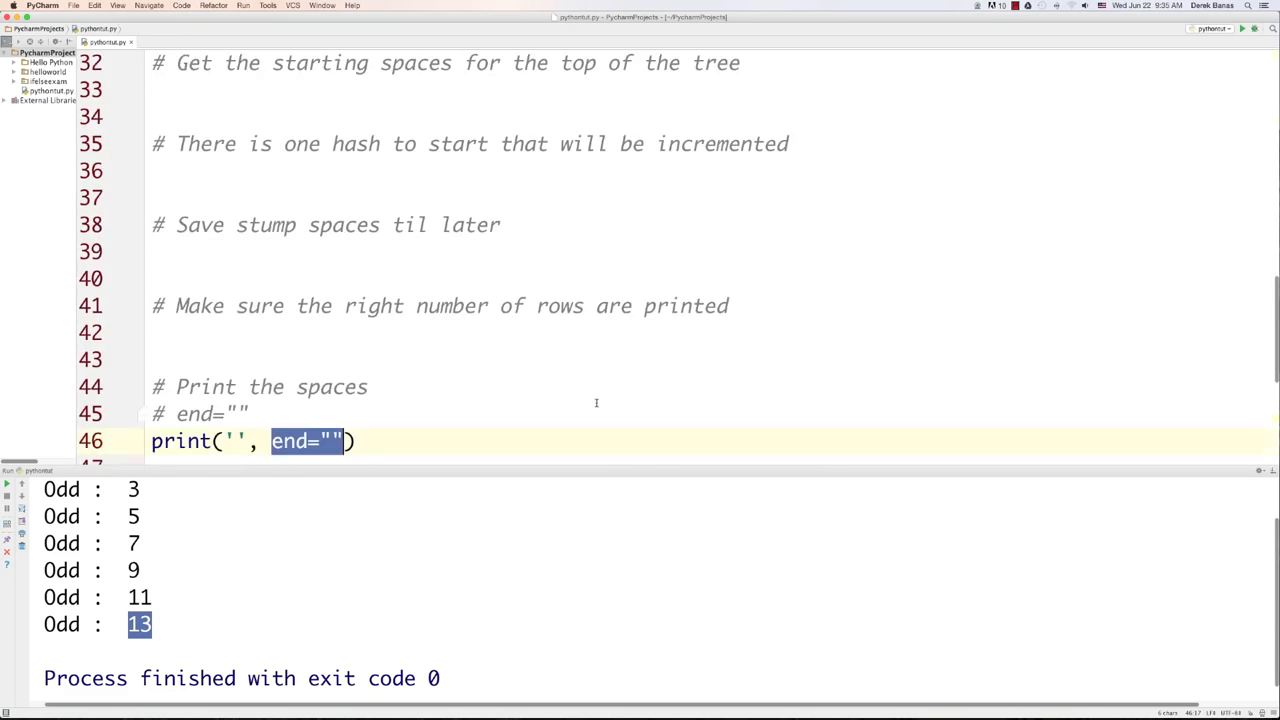 PyCharm File Edit View Navigate Code Refactor Run Tools VCS Window Help 10 Wed Jun 22 9:35 AM Derek Banas
pythontut.py - PycharmProjects - [~/PycharmProjects]
PycharmProjects pythontut.py pythontut
pythontut.py
PycharmProject
Hello Python
helloworld
ifelseexam
pythontut.py
External Librarie
32 # Get the starting spaces for the top of the tree
33
34
35 # There is one hash to start that will be incremented
36
37
38 # Save stump spaces til later
39
40
41 # Make sure the right number of rows are printed
42
43
44 # Print the spaces
45 # end=""
46 print('', end="")
47
Run pythontut
Odd : 3
Odd : 5
Odd : 7
Odd : 9
Odd : 11
Odd : 13
Process finished with exit code 0
6 chars 46:17 LF UTF-8